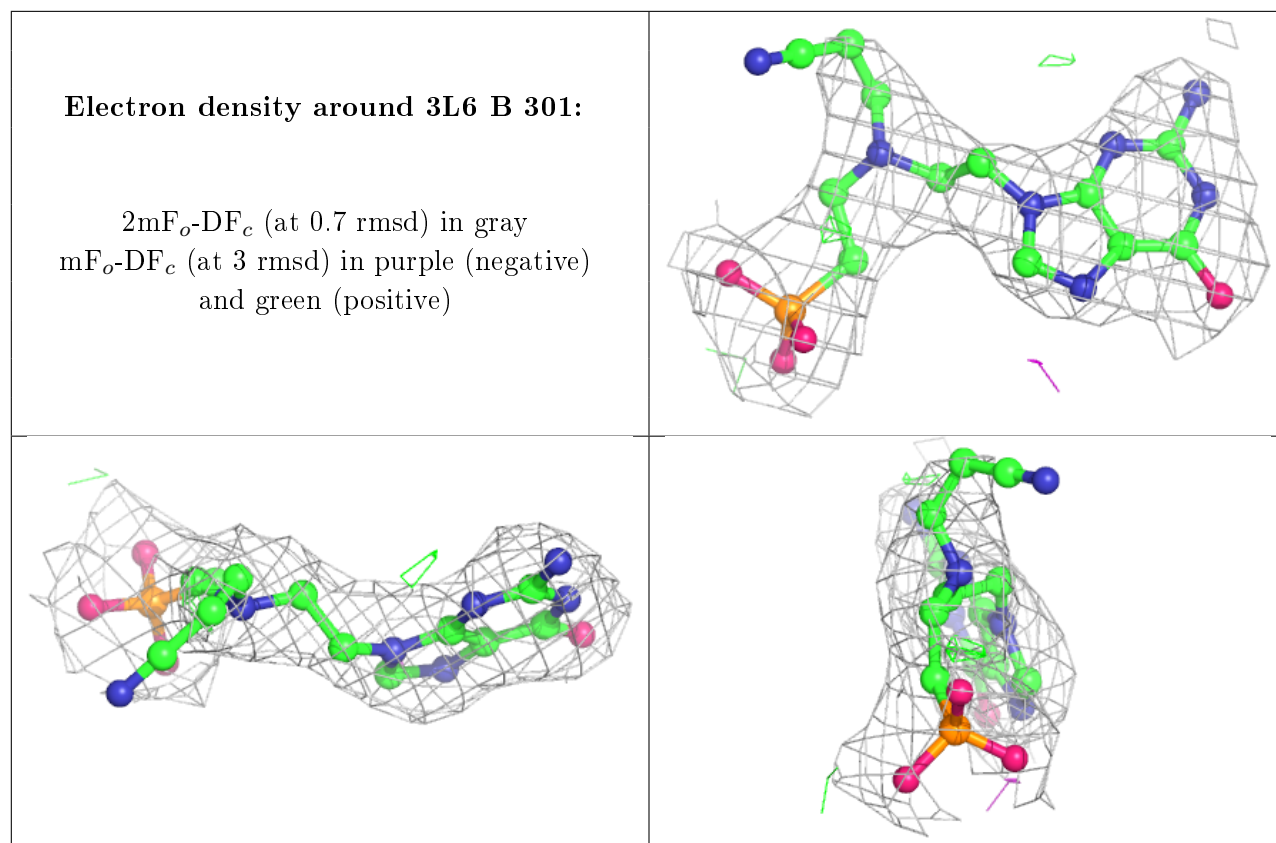 Electron density around 3L6 B 301:
2mFₒ-DF𝒸 (at 0.7 rmsd) in gray
mFₒ-DF𝒸 (at 3 rmsd) in purple (negative)
and green (positive)